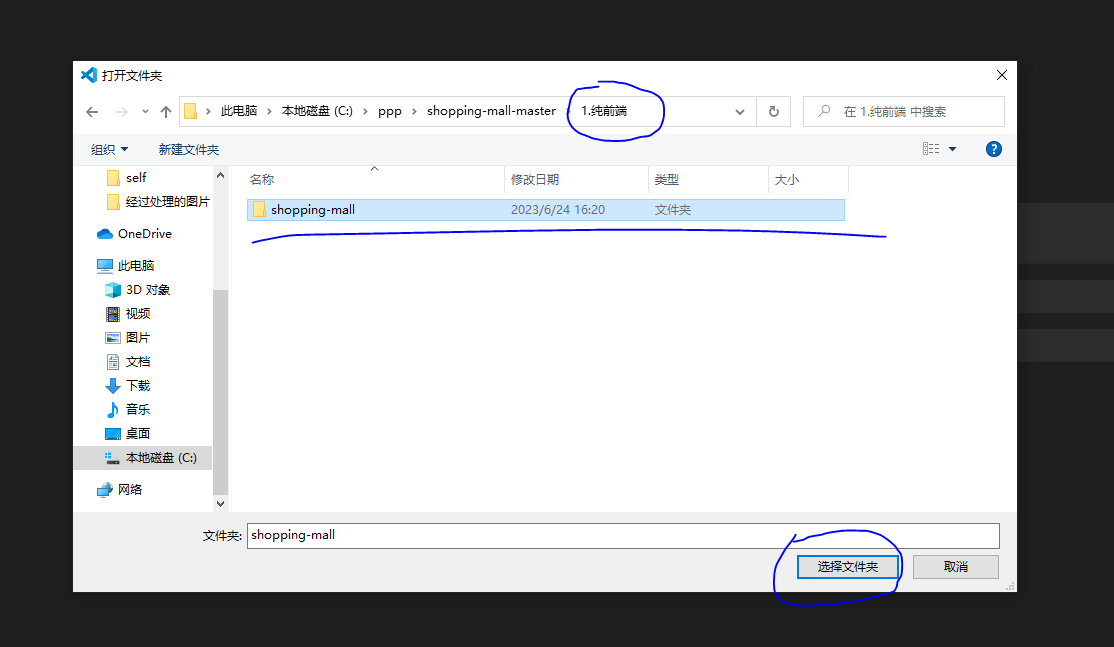 打开文件夹
此电脑 › 本地磁盘 (C:) › ppp › shopping-mall-master › 1.纯前端
在 1.纯前端 中搜索
组织 新建文件夹
名称 修改日期 类型 大小
self
经过处理的图片
OneDrive
此电脑
3D 对象
视频
图片
文档
下载
音乐
桌面
本地磁盘 (C:)
网络
shopping-mall 2023/6/24 16:20 文件夹
文件夹: shopping-mall
选择文件夹 取消